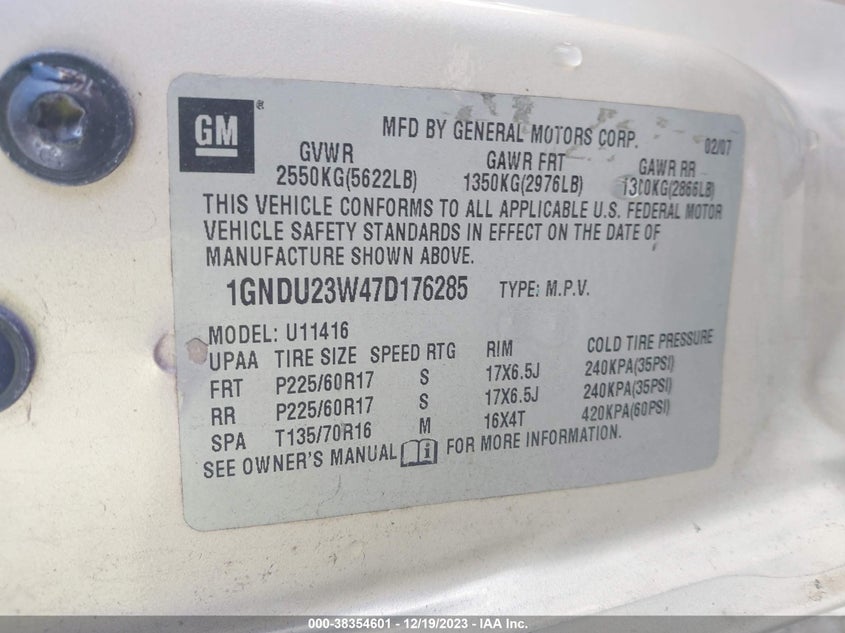 GM ®
MFD BY GENERAL MOTORS CORP. 02/07
GVWR GAWR FRT GAWR RR
2550KG(5622LB) 1350KG(2976LB) 1300KG(2866LB)
THIS VEHICLE CONFORMS TO ALL APPLICABLE U.S. FEDERAL MOTOR
VEHICLE SAFETY STANDARDS IN EFFECT ON THE DATE OF
MANUFACTURE SHOWN ABOVE.
1GNDU23W47D176285 TYPE: M.P.V.
MODEL: U11416
UPAA TIRE SIZE SPEED RTG RIM COLD TIRE PRESSURE
FRT P225/60R17 S 17X6.5J 240KPA(35PSI)
RR P225/60R17 S 17X6.5J 240KPA(35PSI)
SPA T135/70R16 M 16X4T 420KPA(60PSI)
SEE OWNER'S MANUAL i FOR MORE INFORMATION.
000-38354601 - 12/19/2023 - IAA Inc.